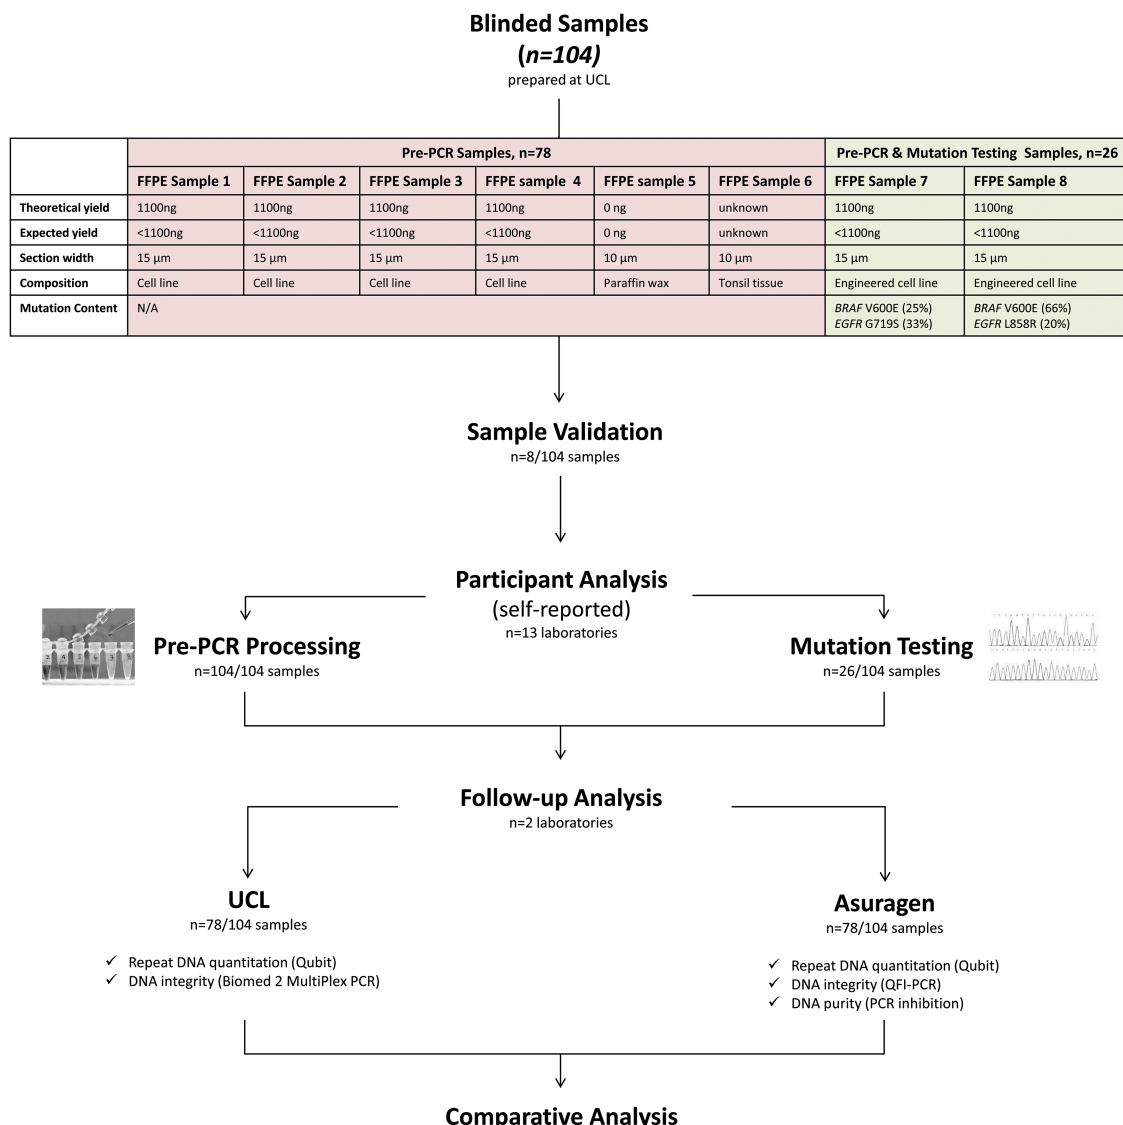 Blinded Samples
(n=104)
prepared at UCL
Pre-PCR Samples, n=78 Pre-PCR & Mutation Testing Samples, n=26
FFPE Sample 1 FFPE Sample 2 FFPE Sample 3 FFPE sample 4 FFPE sample 5 FFPE Sample 6 FFPE Sample 7 FFPE Sample 8
Theoretical yield 1100ng 1100ng 1100ng 1100ng 0 ng unknown 1100ng 1100ng
Expected yield <1100ng <1100ng <1100ng <1100ng 0 ng unknown <1100ng <1100ng
Section width 15 µm 15 µm 15 µm 15 µm 10 µm 10 µm 15 µm 15 µm
Composition Cell line Cell line Cell line Cell line Paraffin wax Tonsil tissue Engineered cell line Engineered cell line
Mutation Content N/A BRAF V600E (25%) BRAF V600E (66%)
EGFR G719S (33%) EGFR L858R (20%)
Sample Validation
n=8/104 samples
Participant Analysis
(self-reported)
n=13 laboratories
Pre-PCR Processing
n=104/104 samples
Mutation Testing
n=26/104 samples
Follow-up Analysis
n=2 laboratories
UCL
n=78/104 samples
✓ Repeat DNA quantitation (Qubit)
✓ DNA integrity (Biomed 2 MultiPlex PCR)
Asuragen
n=78/104 samples
✓ Repeat DNA quantitation (Qubit)
✓ DNA integrity (QFI-PCR)
✓ DNA purity (PCR inhibition)
Comparative Analysis